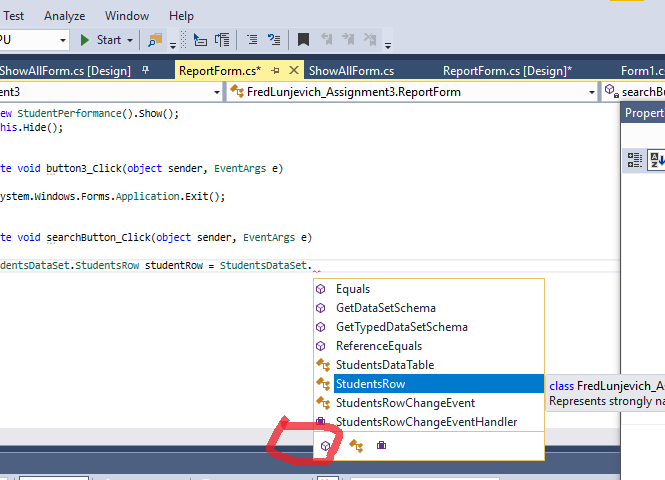 Test Analyze Window Help
PU Start
ShowAllForm.cs [Design] ReportForm.cs* ShowAllForm.cs ReportForm.cs [Design]* Form1.cs
nt3 FredLunjevich_Assignment3.ReportForm searchBu
Propert
ew StudentPerformance().Show();
his.Hide();
te void button3_Click(object sender, EventArgs e)
ystem.Windows.Forms.Application.Exit();
te void searchButton_Click(object sender, EventArgs e)
dentsDataSet.StudentsRow studentRow = StudentsDataSet.
Equals
GetDataSetSchema
GetTypedDataSetSchema
ReferenceEquals
StudentsDataTable
StudentsRow
class FredLunjevich_As
StudentsRowChangeEvent
Represents strongly na
StudentsRowChangeEventHandler